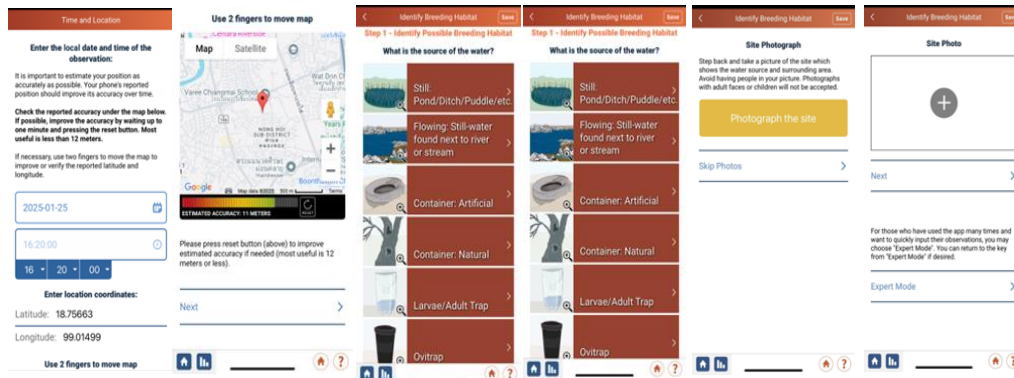 Time and Location
Enter the local date and time of the
observation:
It is important to estimate your position as
accurately as possible. Your phone's reported
position should improve its accuracy over time.
Check the reported accuracy under the map below.
If possible, improve the accuracy by waiting up to
one minute and pressing the reset button. Most
useful is less than 12 meters.
If necessary, use two fingers to move the map to
improve or verify the reported latitude and
longitude.
2025-01-25
16:20:00
16 20 00
Enter location coordinates:
Latitude: 18.75663
Longitude: 99.01499
Use 2 fingers to move map
Use 2 fingers to move map
Map Satellite
Varee Chiangmai School
NONG HOI
SUB-DISTRICT
Google
Map data ©2025 500 m Terms
ESTIMATED ACCURACY: 11 METERS
RESET
Please press reset button (above) to improve
estimated accuracy if needed (most useful is 12
meters or less).
Next
Identify Breeding Habitat Save
Step 1 - Identify Possible Breeding Habitat
What is the source of the water?
Still:
Pond/Ditch/Puddle/etc.
Flowing: Still-water
found next to river
or stream
Container: Artificial
Container: Natural
Larvae/Adult Trap
Ovitrap
Identify Breeding Habitat Save
Step 1 - Identify Possible Breeding Habitat
What is the source of the water?
Still:
Pond/Ditch/Puddle/etc.
Flowing: Still-water
found next to river
or stream
Container: Artificial
Container: Natural
Larvae/Adult Trap
Ovitrap
Identify Breeding Habitat Save
Site Photograph
Step back and take a picture of the site which
shows the water source and surrounding area.
Avoid having people in your picture. Photographs
with adult faces or children will not be accepted.
Photograph the site
Skip Photos
Identify Breeding Habitat Save
Site Photo
Next
For those who have used the app many times and
want to quickly input their observations, you may
choose "Expert Mode". You can return to the key
from "Expert Mode" if desired.
Expert Mode